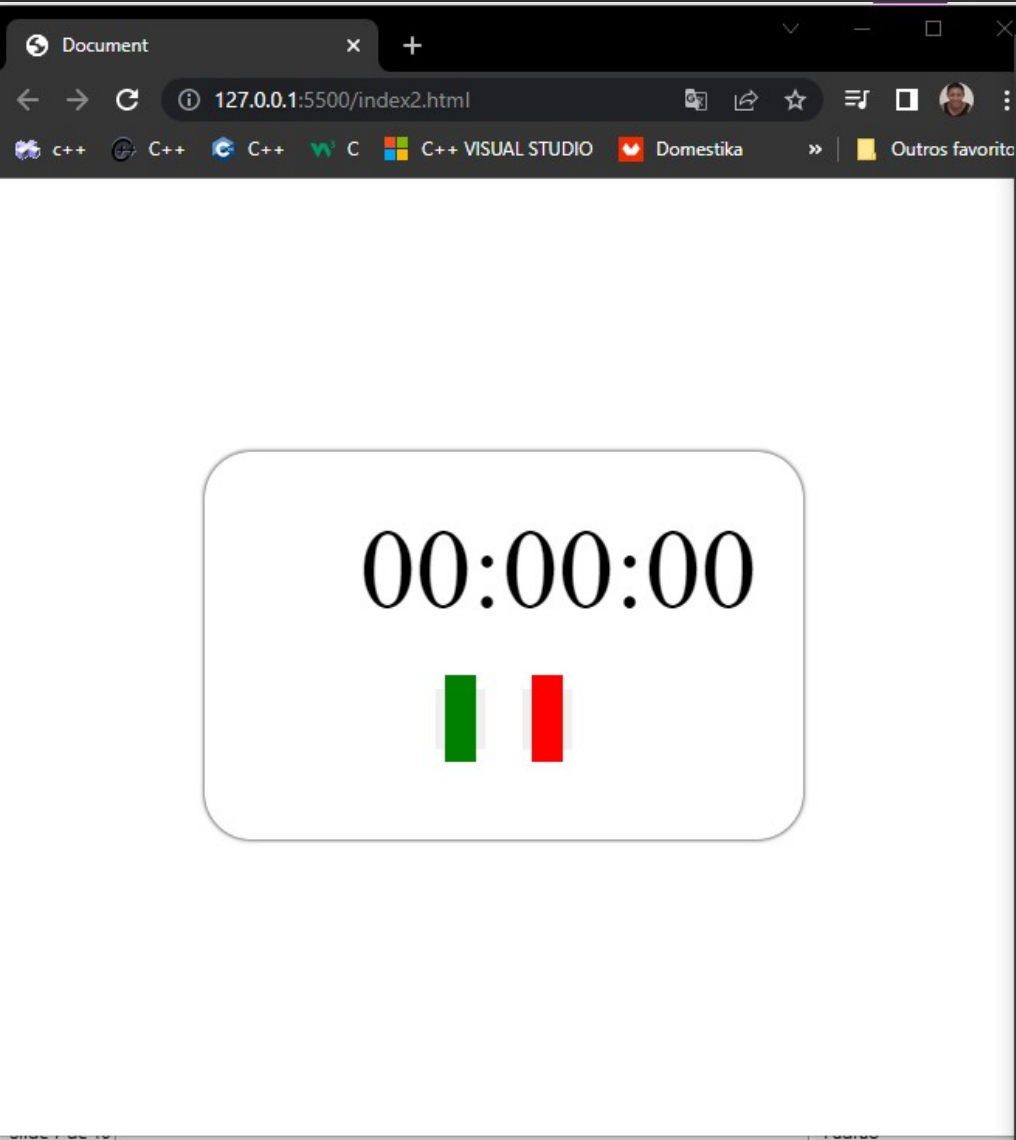 Document
127.0.0.1:5500/index2.html
c++ C++ C++ C C++ VISUAL STUDIO Domestika » Outros favorito
00:00:00